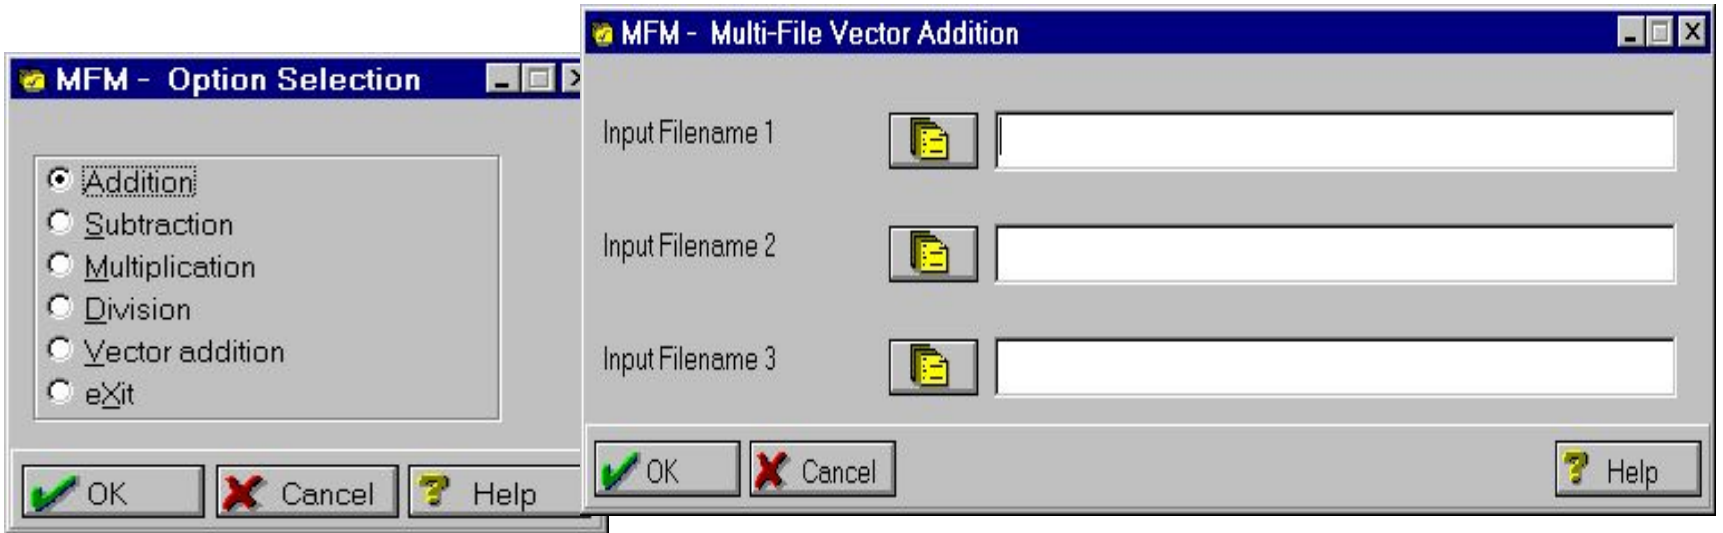 MFM - Option Selection
Addition
Subtraction
Multiplication
Division
Vector addition
eXit
OK Cancel Help
MFM - Multi-File Vector Addition
Input Filename 1
Input Filename 2
Input Filename 3
OK Cancel Help